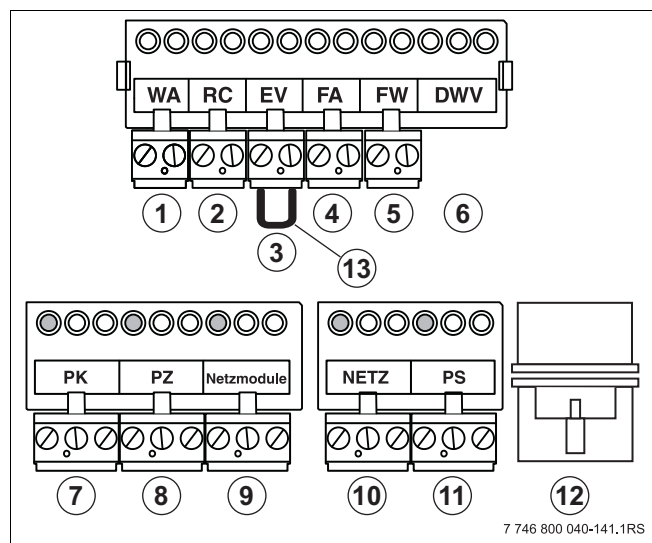 WA RC EV FA FW DWV
1 2 3 4 5 6
13
PK PZ Netzmodule NETZ PS
7 8 9 10 11 12
7 746 800 040-141.1RS